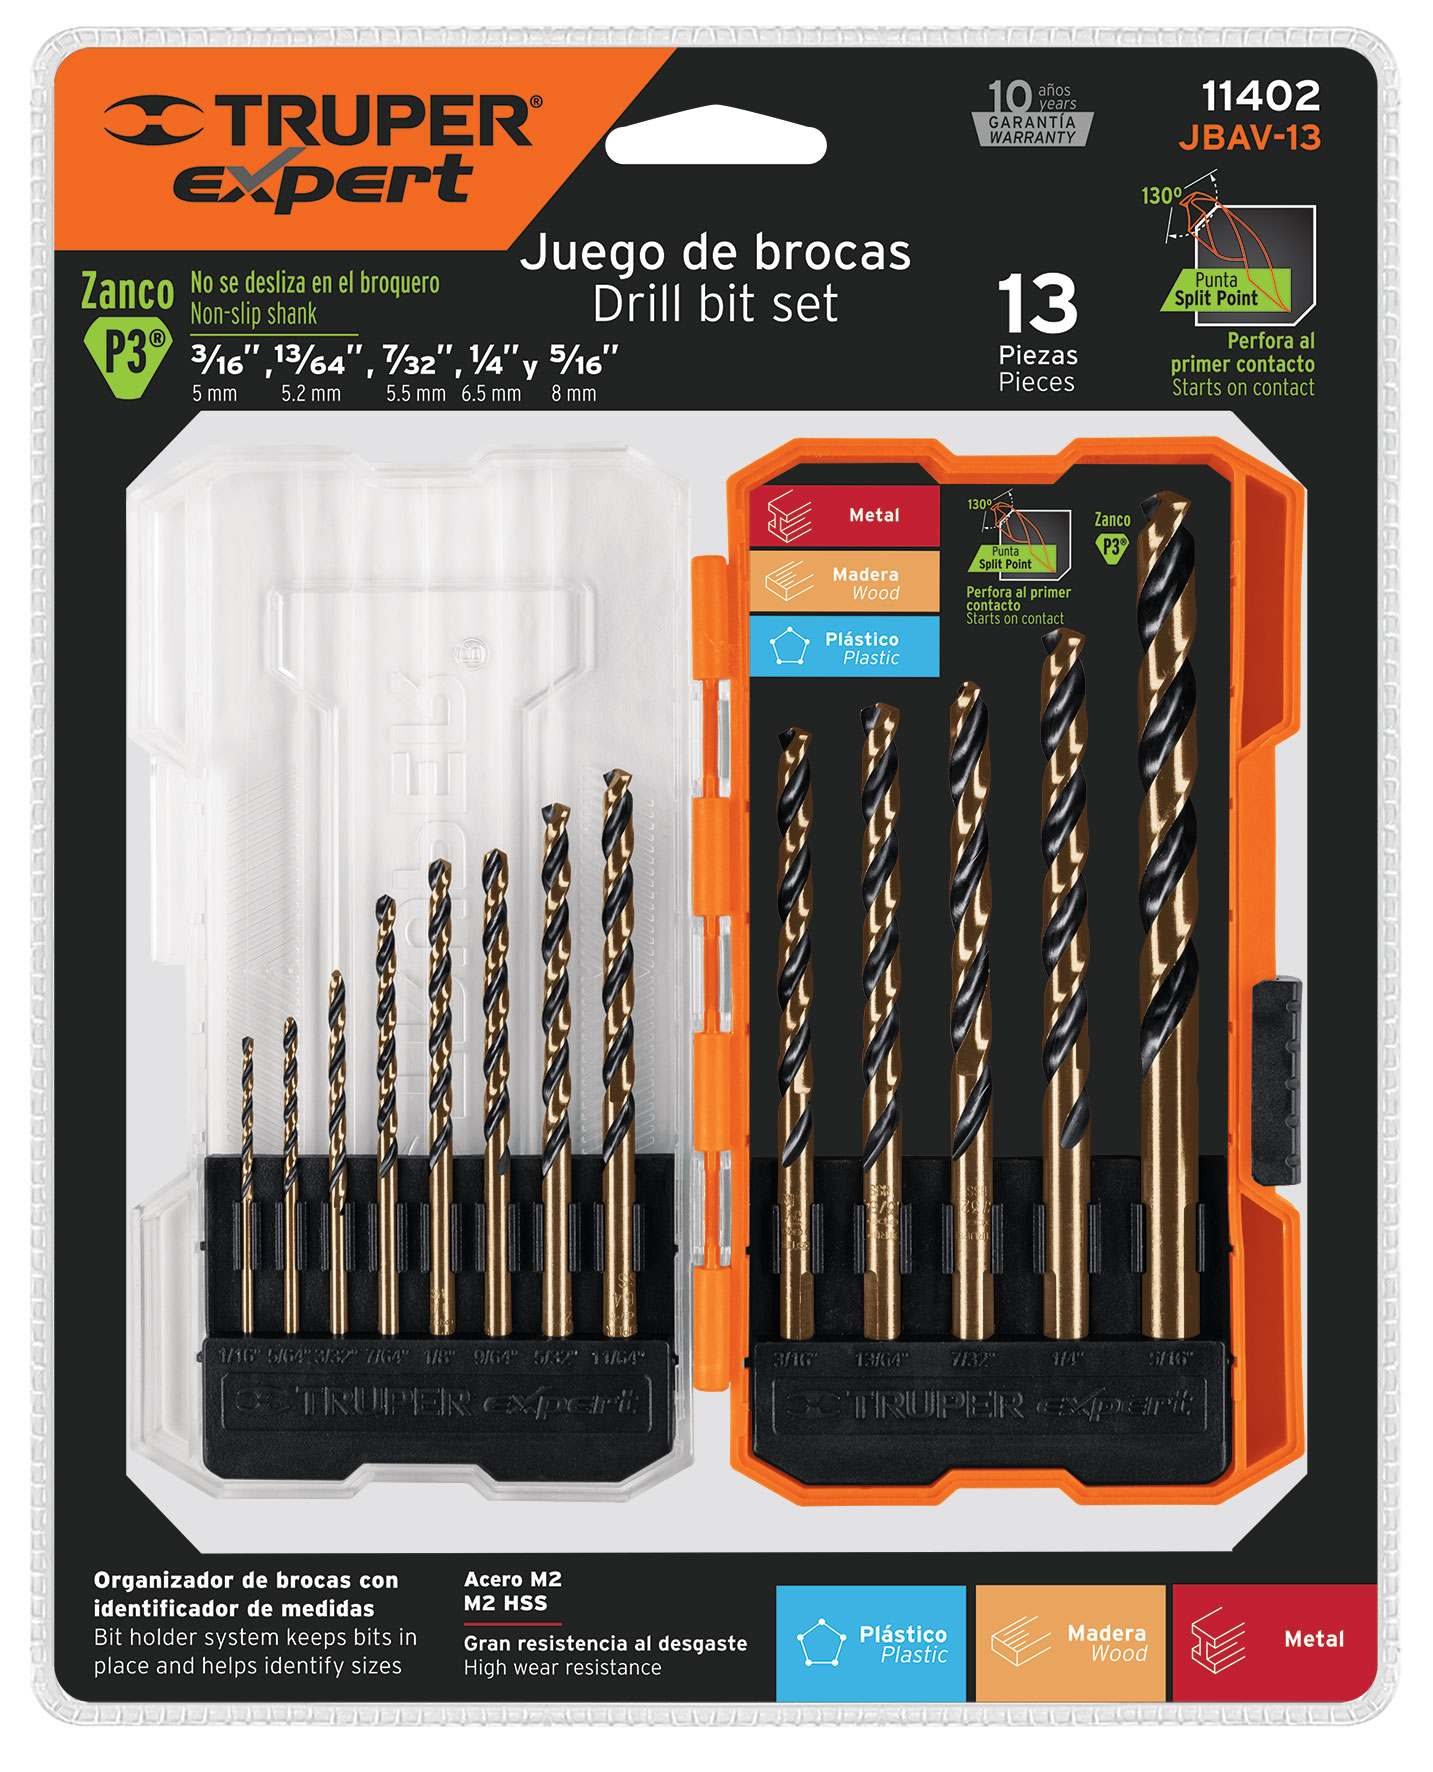 TRUPER®
expert
10 años
years
GARANTÍA
WARRANTY
11402
JBAV-13
130º
Punta
Split Point
Perfora al
primer contacto
Starts on contact
Juego de brocas
Drill bit set
13
Piezas
Pieces
Zanco
P3®
No se desliza en el broquero
Non-slip shank
3/16", 13/64", 7/32", 1/4" y 5/16"
5 mm 5.2 mm 5.5 mm 6.5 mm 8 mm
Metal
Madera
Wood
Plástico
Plastic
130º
Punta
Split Point
Perfora al primer
contacto
Starts on contact
Zanco
P3®
TRUPER®
1/16" 5/64" 3/32" 7/64" 1/8" 9/64" 5/32" 11/64"
TRUPER expert
3/16" 13/64" 7/32" 1/4" 5/16"
TRUPER expert
Organizador de brocas con
identificador de medidas
Bit holder system keeps bits in
place and helps identify sizes
Acero M2
M2 HSS
Gran resistencia al desgaste
High wear resistance
Plástico
Plastic
Madera
Wood
Metal